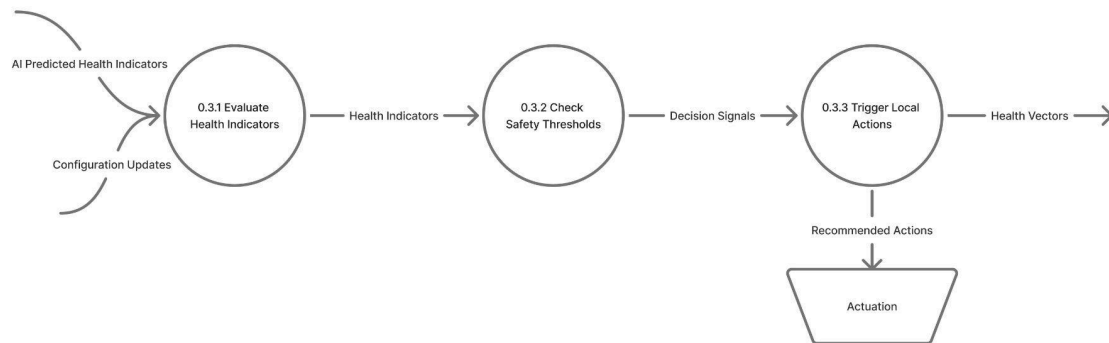 AI Predicted Health Indicators
Configuration Updates
0.3.1 Evaluate
Health Indicators
Health Indicators
0.3.2 Check
Safety Thresholds
Decision Signals
0.3.3 Trigger Local
Actions
Health Vectors
Recommended Actions
Actuation